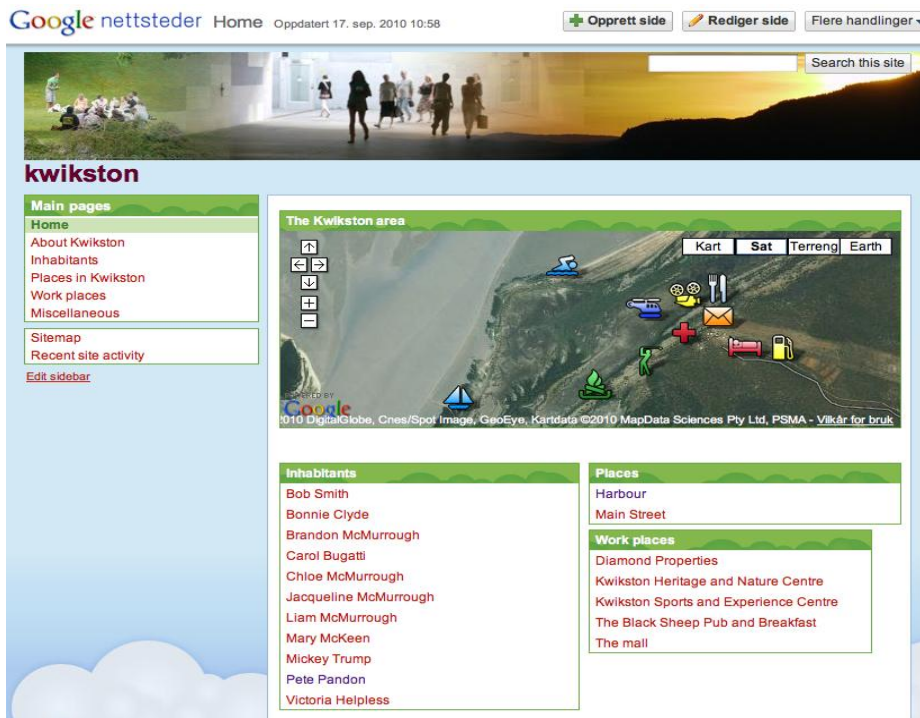 Google nettsteder Home Oppdatert 17. sep. 2010 10:58
Opprett side
Rediger side
Flere handlinger
Search this site
kwikston
Main pages
Home
About Kwikston
Inhabitants
Places in Kwikston
Work places
Miscellaneous
Sitemap
Recent site activity
Edit sidebar
The Kwikston area
Kart Sat Terreng Earth
POWERED BY
Google
2010 DigitalGlobe, Cnes/Spot Image, GeoEye, Kartdata ©2010 MapData Sciences Pty Ltd, PSMA - Vilkår for bruk
Inhabitants
Bob Smith
Bonnie Clyde
Brandon McMurrough
Carol Bugatti
Chloe McMurrough
Jacqueline McMurrough
Liam McMurrough
Mary McKeen
Mickey Trump
Pete Pandon
Victoria Helpless
Places
Harbour
Main Street
Work places
Diamond Properties
Kwikston Heritage and Nature Centre
Kwikston Sports and Experience Centre
The Black Sheep Pub and Breakfast
The mall